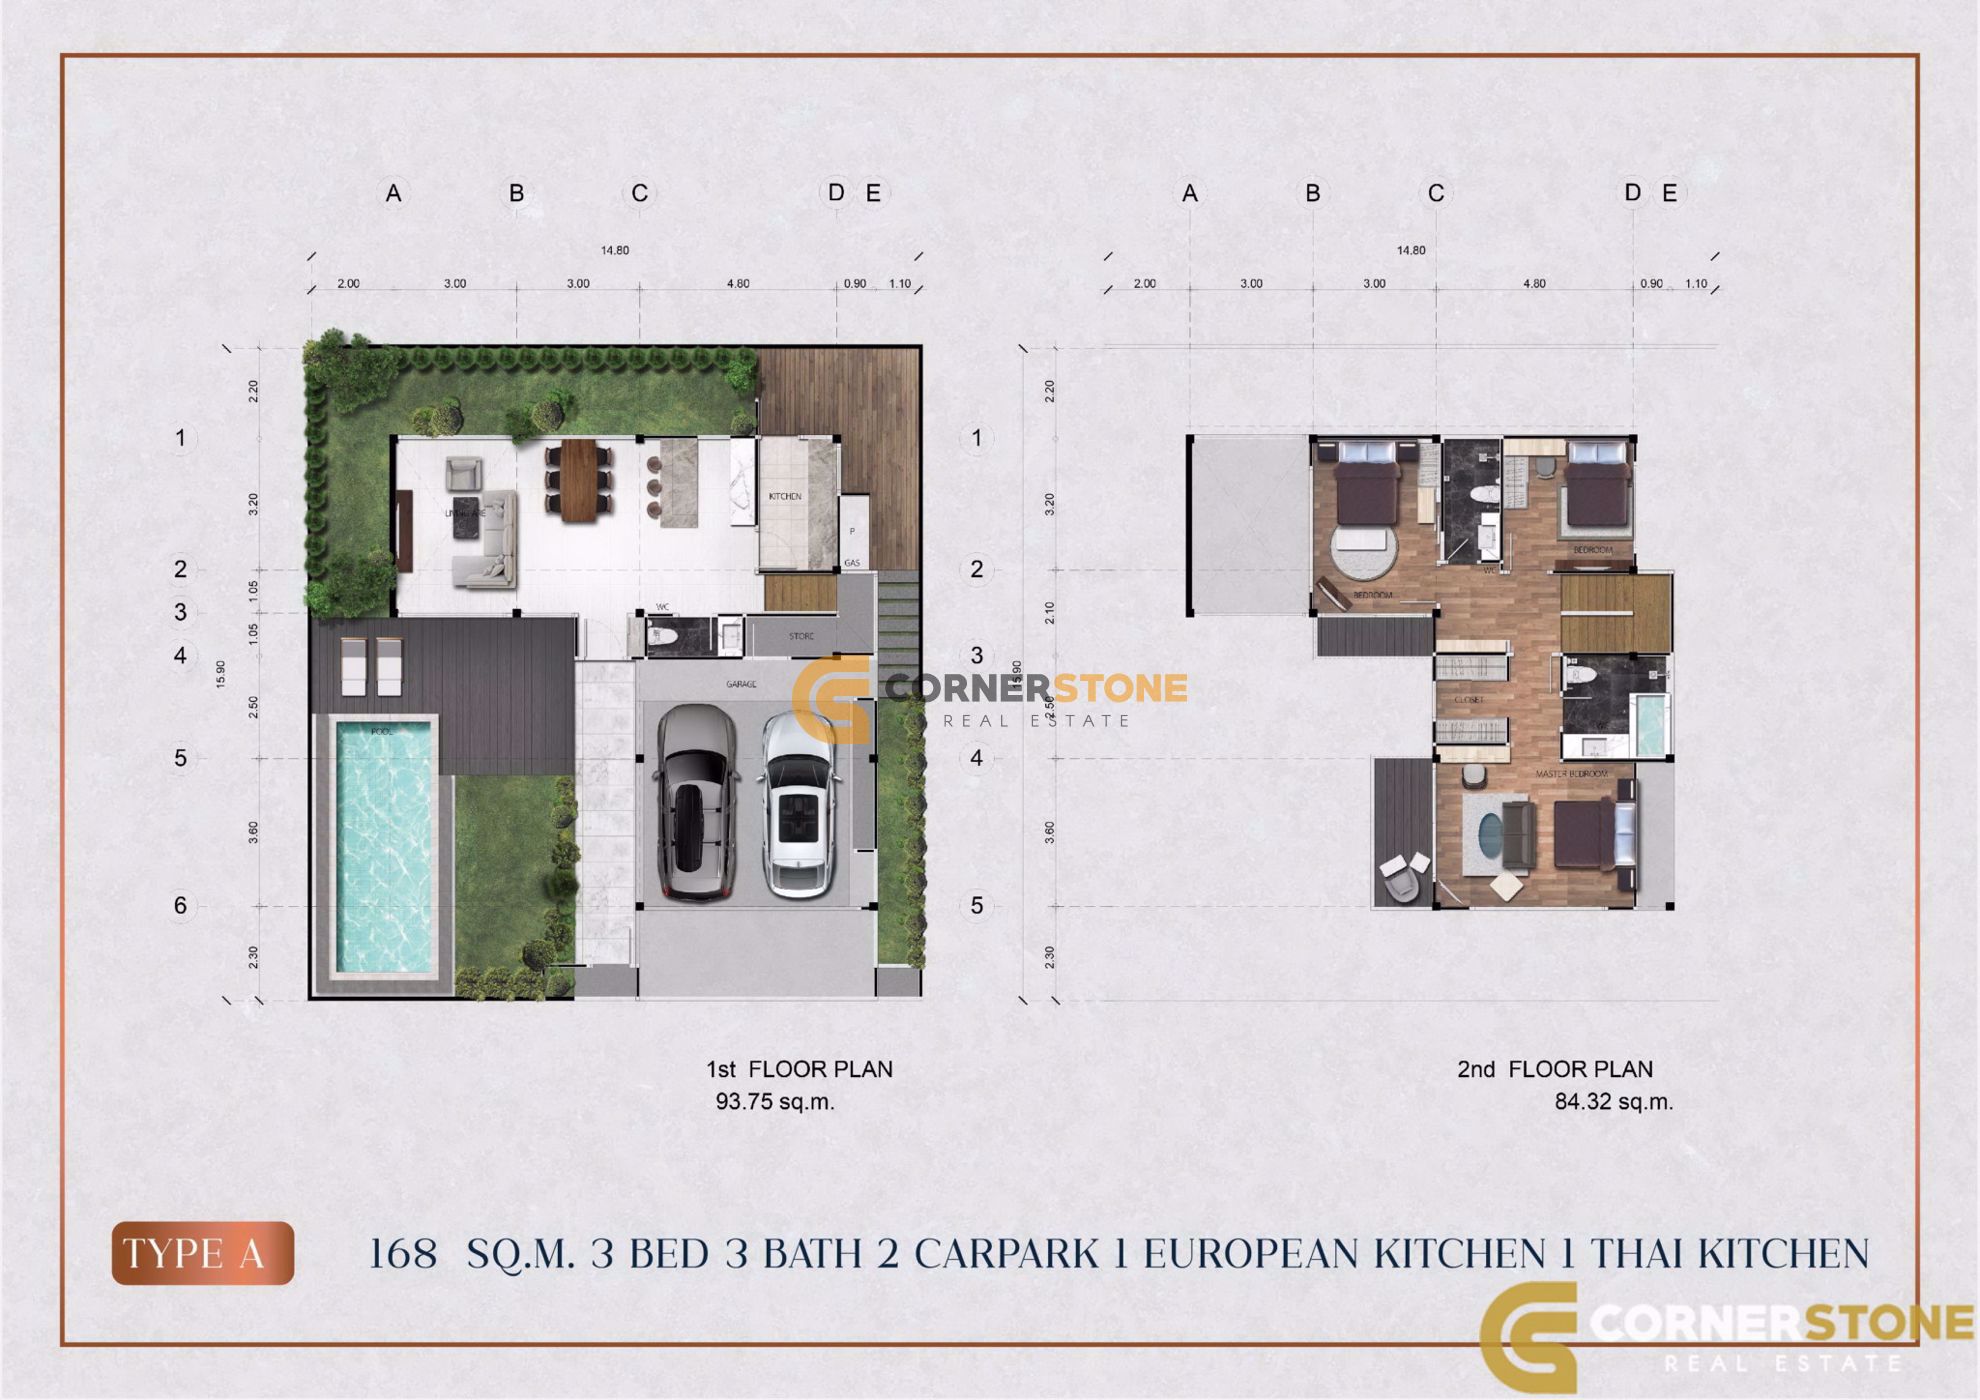 A B C D E
14.80
2.00 3.00 3.00 4.80 0.90 1.10
1
2
3
4
5
6
2.20
3.20
1.05
1.05
2.50
3.60
2.30
15.90
KITCHEN
LIVING ARE
P
GAS
WC
STORE
GARAGE
POOL
1st FLOOR PLAN
93.75 sq.m.
A B C D E
14.80
2.00 3.00 3.00 4.80 0.90 1.10
1
2
3
4
5
2.20
3.20
2.10
2.50
3.60
2.30
15.90
BEDROOM
WC
BEDROOM
CLOSET
MASTER BEDROOM
2nd FLOOR PLAN
84.32 sq.m.
CORNERSTONE
REAL ESTATE
TYPE A
168 SQ.M. 3 BED 3 BATH 2 CARPARK 1 EUROPEAN KITCHEN 1 THAI KITCHEN
CORNERSTONE
REAL ESTATE